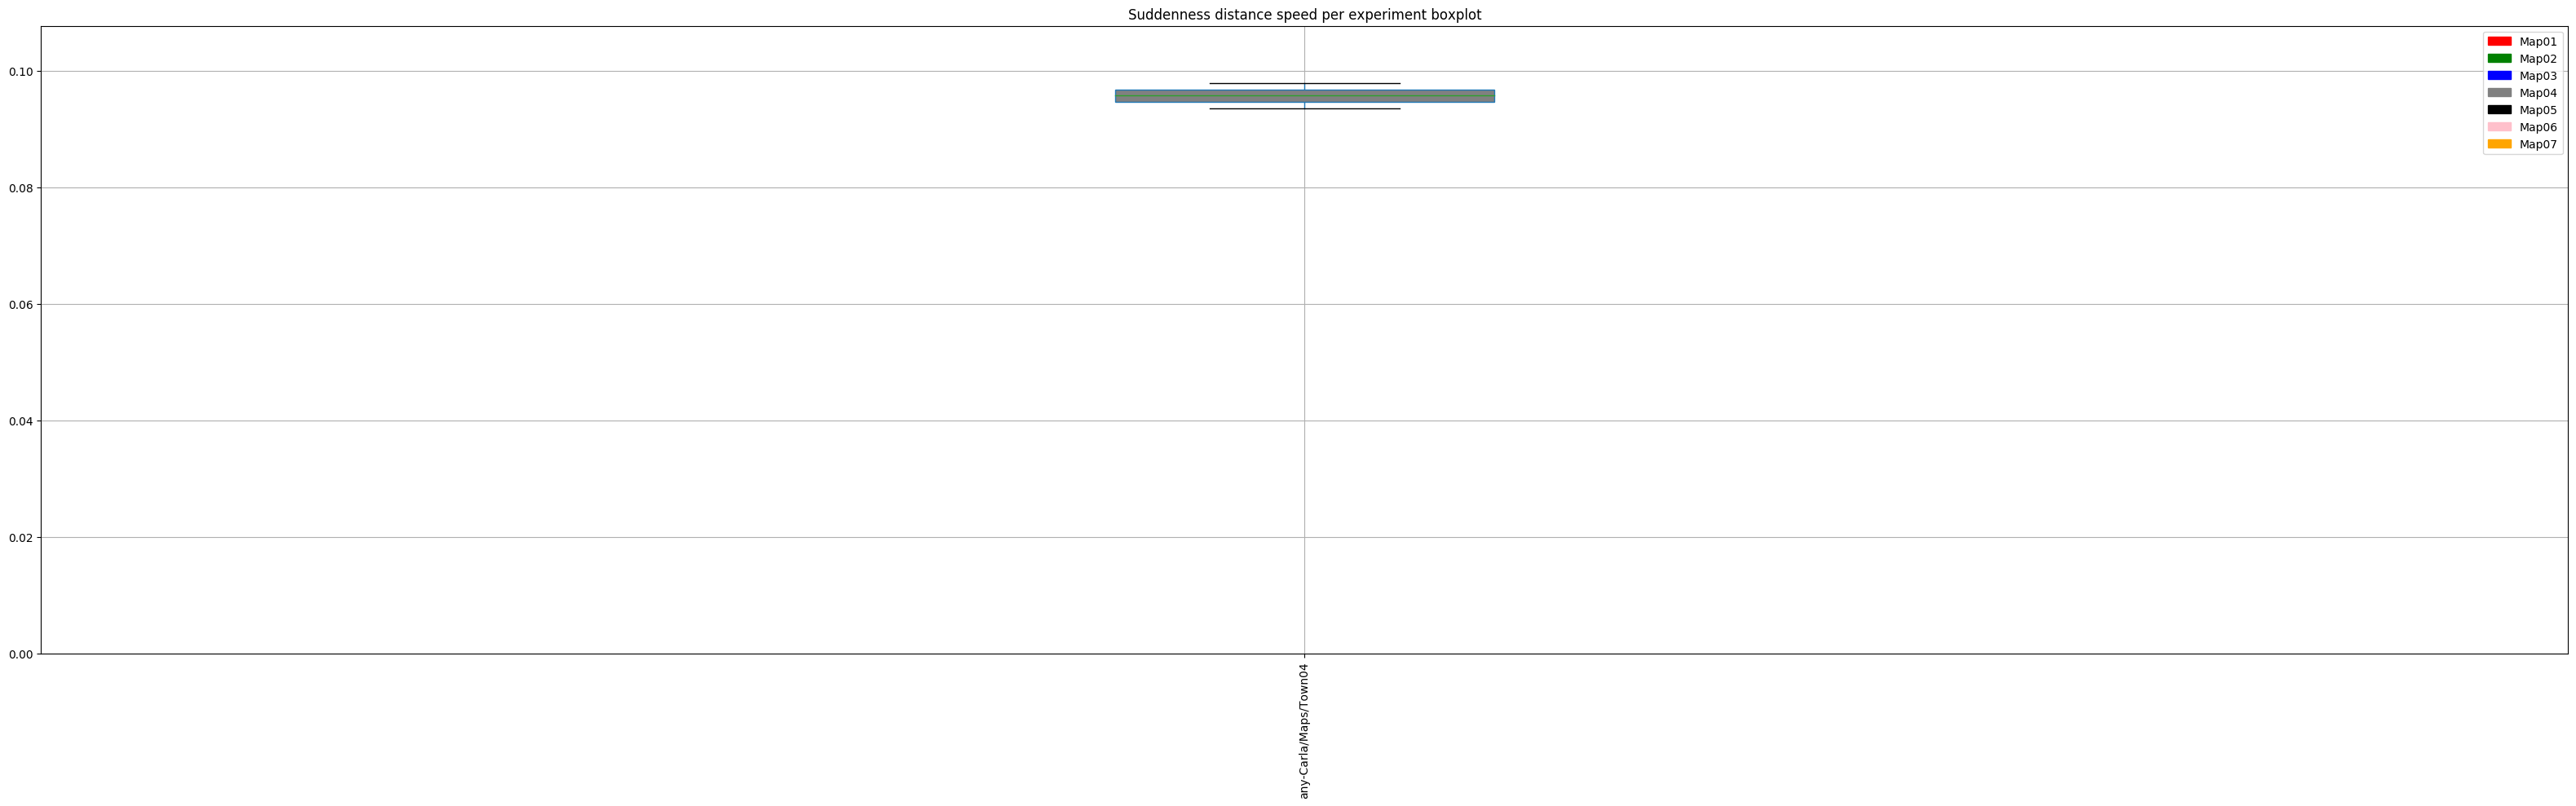 Suddenness distance speed per experiment boxplot
0.10
0.08
0.06
0.04
0.02
0.00
Map01
Map02
Map03
Map04
Map05
Map06
Map07
any-Carla/Maps/Town04